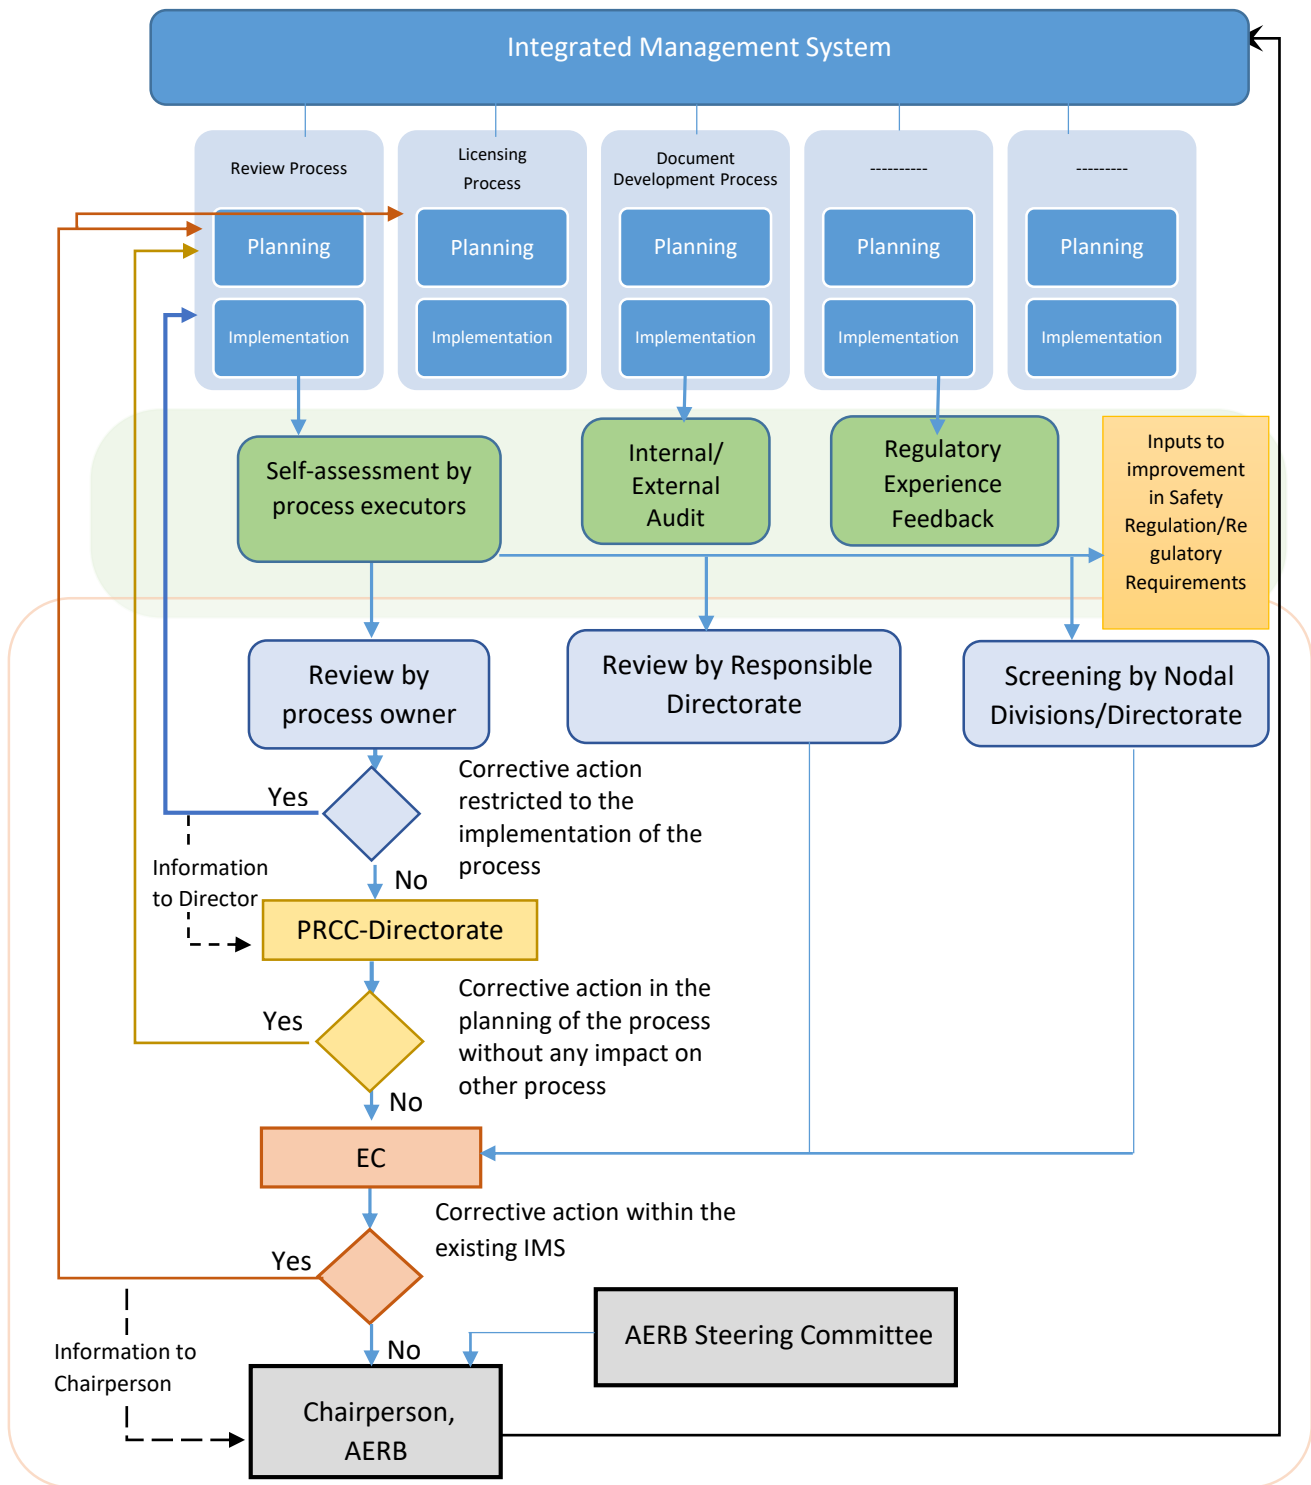 Integrated Management System
Review Process
Licensing
Process
Document
Development Process
----------
---------
Planning
Planning
Planning
Planning
Planning
Implementation
Implementation
Implementation
Implementation
Implementation
Self-assessment by
process executors
Internal/
External
Audit
Regulatory
Experience
Feedback
Inputs to
improvement
in Safety
Regulation/Re
gulatory
Requirements
Review by
process owner
Review by Responsible
Directorate
Screening by Nodal
Divisions/Directorate
Yes
Corrective action
restricted to the
implementation of the
process
Information
to Director
No
PRCC-Directorate
Yes
Corrective action in the
planning of the process
without any impact on
other process
No
EC
Corrective action within the
existing IMS
Yes
AERB Steering Committee
No
Information to
Chairperson
Chairperson,
AERB